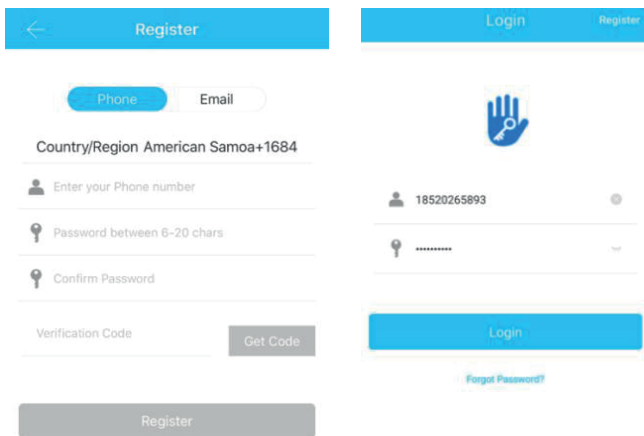 Register
Phone
Email
Country/Region American Samoa+1684
Enter your Phone number
Password between 6-20 chars
Confirm Password
Verification Code
Get Code
Register
Login
Register
18520265893
••••••••••
Login
Forgot Password?